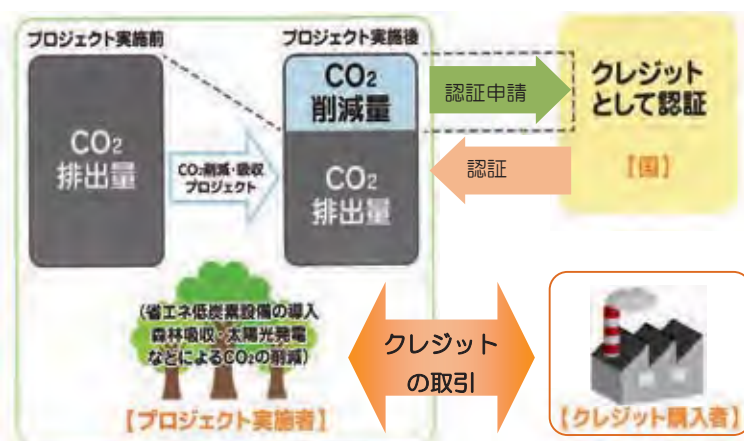 プロジェクト実施前
プロジェクト実施後
CO₂
排出量
CO₂削減・吸収
プロジェクト
CO₂
削減量
CO₂
排出量
認証申請
認証
クレジット
として認証
【国】
(省エネ低炭素設備の導入
森林吸収・太陽光発電
などによるCO₂の削減)
【プロジェクト実施者】
クレジット
の取引
【クレジット購入者】